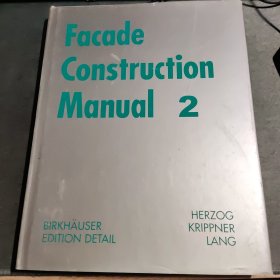 Facade
Construction
Manual 2
BIRKHÄUSER
EDITION DETAIL
HERZOG
KRIPPNER
LANG